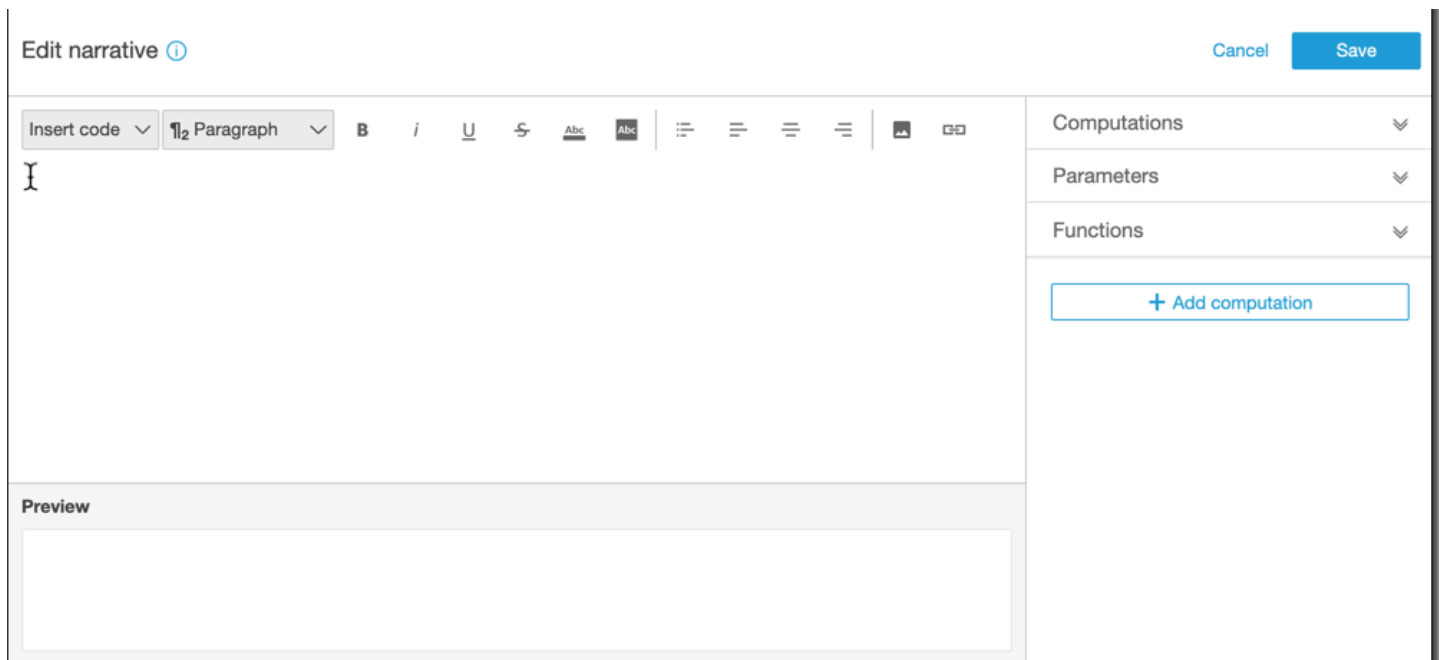 Edit narrative
Cancel
Save
Insert code
¶2 Paragraph
B
i
U
S
Abc
Abc
Computations
Parameters
Functions
+ Add computation
Preview